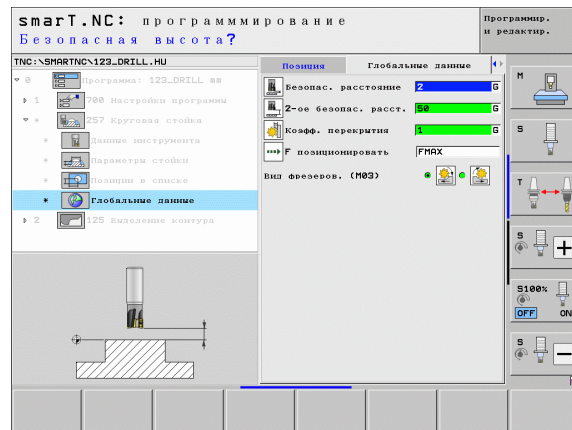 smarT.NC: программмирование
Безопасная высота?
Программир.
и редактир.
TNC:\SMARTNC\123_DRILL.HU
0 Программа: 123_DRILL мм
1 700 Настройки программы
* 257 Круговая стойка
* Данные инструмента
* Параметры стойки
* Позиции в списке
* Глобальные данные
2 125 Выделение контура
Позиция Глобальные данные
Безопас. расстояние 2 G
2-ое безопас. расст. 50 G
Коэфф. перекрытия 1 G
F позиционировать FMAX
Вид фрезеров. (M03)
M
S
T
S
S100%
OFF ON
S